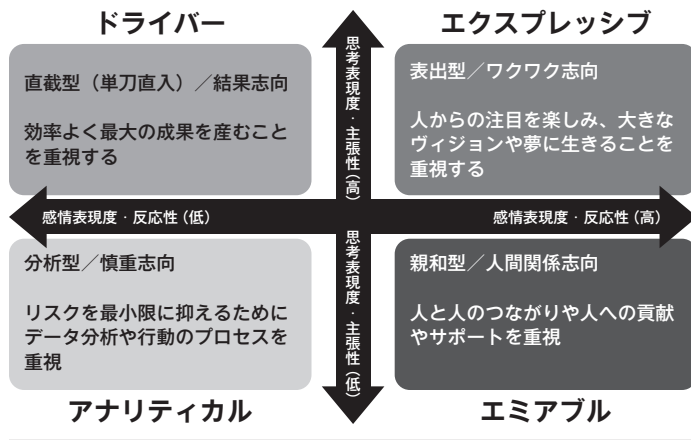 ドライバー
エクスプレッシブ
直截型（単刀直入）／結果志向
効率よく最大の成果を産むこと
を重視する
思考表現度・主張性（高）
表出型／ワクワク志向
人からの注目を楽しみ、大きな
ヴィジョンや夢に生きることを
重視する
感情表現度・反応性（低）
感情表現度・反応性（高）
分析型／慎重志向
リスクを最小限に抑えるために
データ分析や行動のプロセスを
重視
思考表現度・主張性（低）
親和型／人間関係志向
人と人のつながりや人への貢献
やサポートを重視
アナリティカル
エミアブル